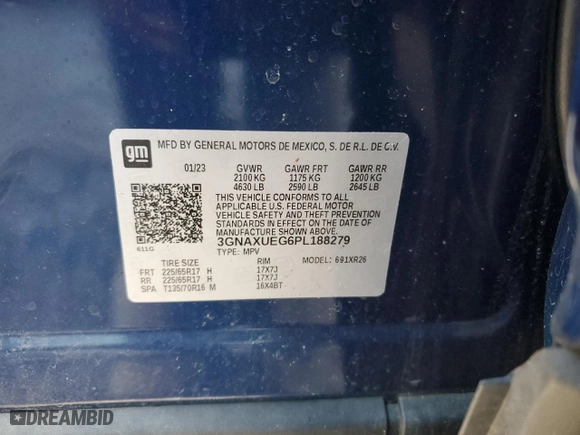 gm
MFD BY GENERAL MOTORS DE MEXICO, S. DE R.L. DE C.V.
01/23 GVWR GAWR FRT GAWR RR
2100 KG 1175 KG 1200 KG
4630 LB 2590 LB 2645 LB
THIS VEHICLE CONFORMS TO ALL
APPLICABLE U.S. FEDERAL MOTOR
VEHICLE SAFETY AND THEFT PREVENTION
STANDARDS IN EFFECT ON THE DATE OF
MANUFACTURE SHOWN ABOVE.
3GNAXUEG6PL188279
611G
TYPE: MPV MODEL: 691XR26
TIRE SIZE RIM
FRT 225/65R17 H 17X7J
RR 225/65R17 H 17X7J
SPA T135/70R16 M 16X4BT
DREAMBID